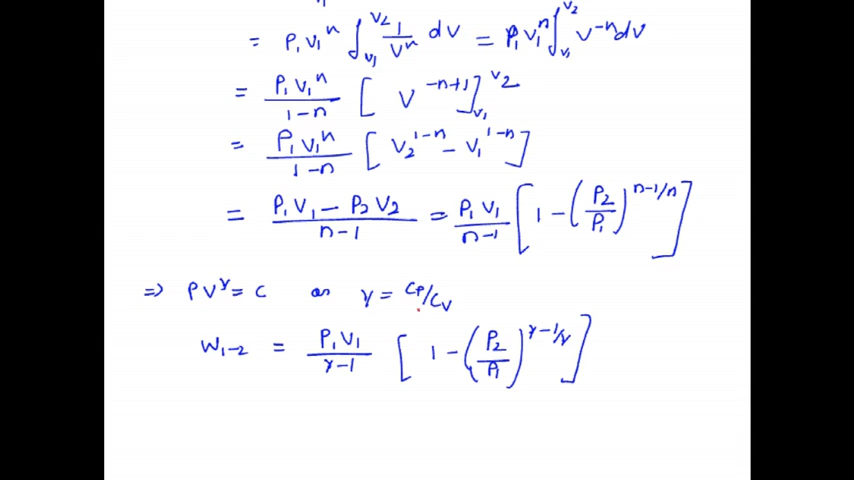 = P₁V₁ⁿ ∫_{V₁}^{V₂} 1/Vⁿ dV = P₁V₁ⁿ ∫_{V₁}^{V₂} V⁻ⁿ dV
= P₁V₁ⁿ/1-n [ V^{-n+1} ]_{V₁}^{V₂}
= P₁V₁ⁿ/1-n [ V₂^{1-n} - V₁^{1-n} ]
= P₁V₁ - P₂V₂/n-1 = P₁V₁/n-1 [ 1 - (P₂/P₁)^{n-1/n} ]
⇒ PV^γ = C as γ = CP/CV
W₁₋₂ = P₁V₁/γ-1 [ 1 - (P₂/P₁)^{γ-1/γ} ]